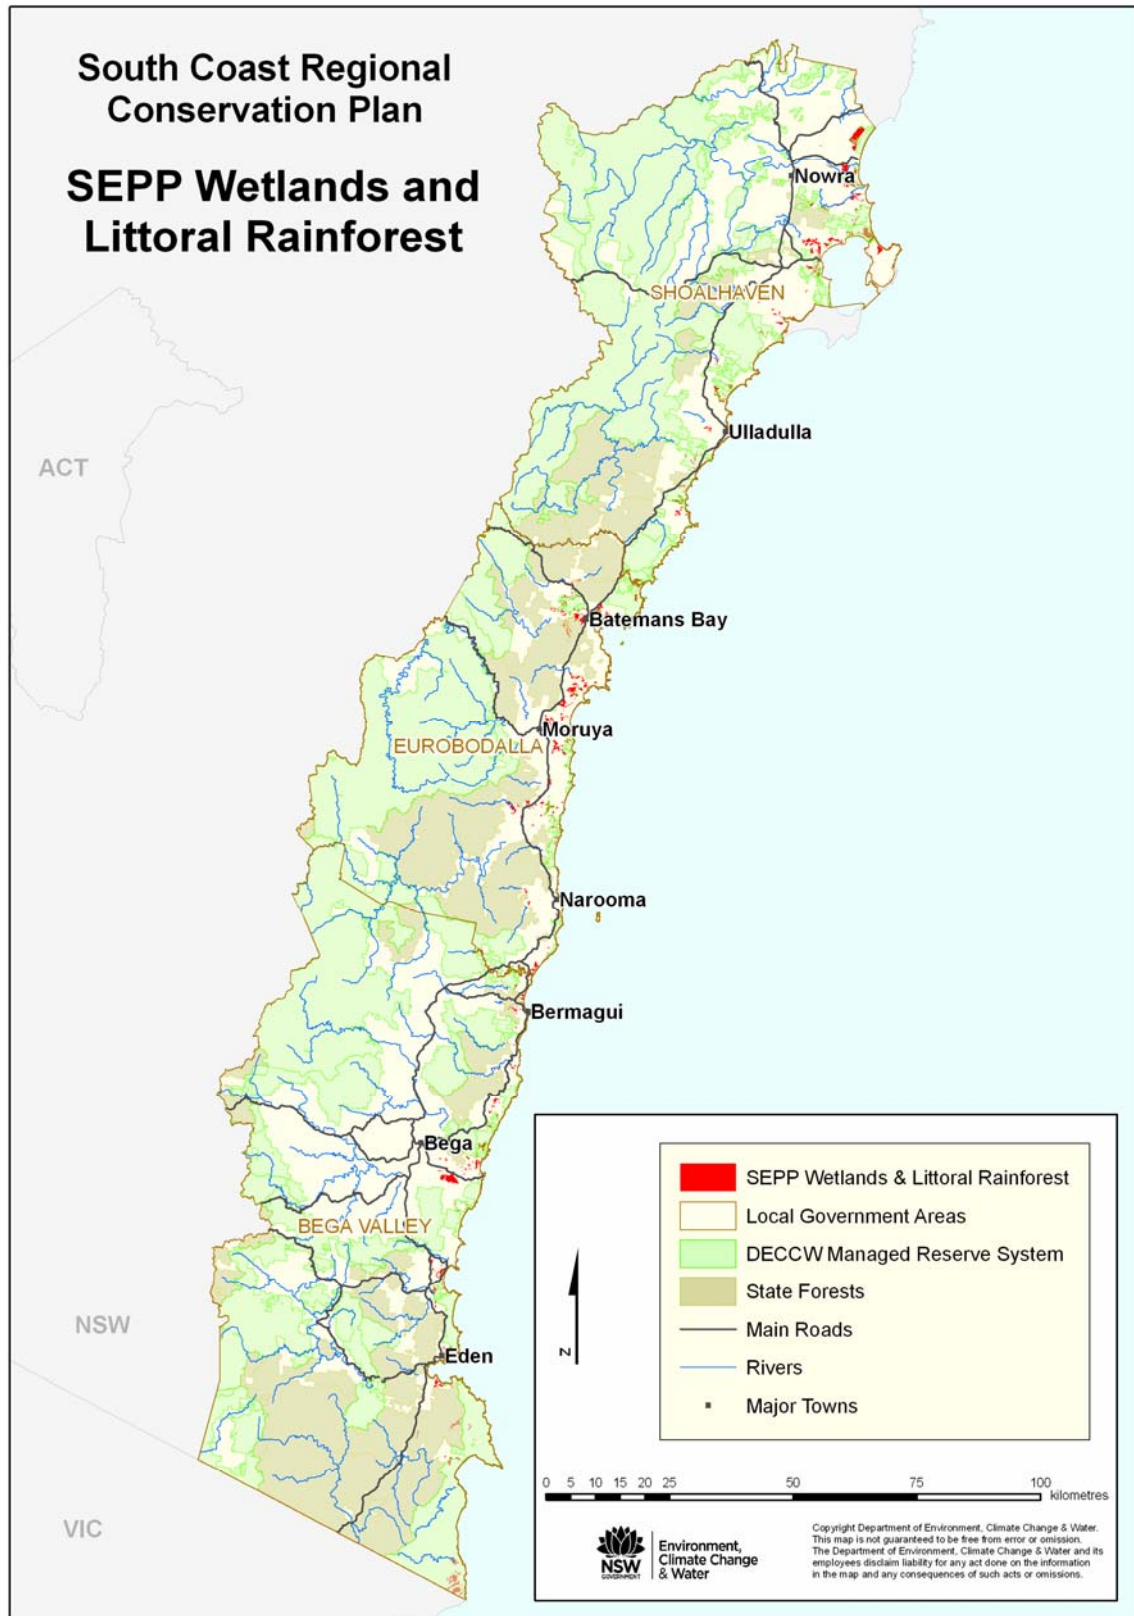 South Coast Regional
Conservation Plan
SEPP Wetlands and
Littoral Rainforest
Nowra
SHOALHAVEN
Ulladulla
ACT
Batemans Bay
Moruya
EUROBODALLA
Narooma
Bermagui
Bega
BEGA VALLEY
NSW
Eden
VIC
SEPP Wetlands & Littoral Rainforest
Local Government Areas
DECCW Managed Reserve System
State Forests
Main Roads
Rivers
Major Towns
N
0 5 10 15 20 25 50 75 100
kilometres
NSW
GOVERNMENT
Environment,
Climate Change
& Water
Copyright Department of Environment, Climate Change & Water.
This map is not guaranteed to be free from error or omission.
The Department of Environment, Climate Change & Water and its
employees disclaim liability for any act done on the information
in the map and any consequences of such acts or omissions.